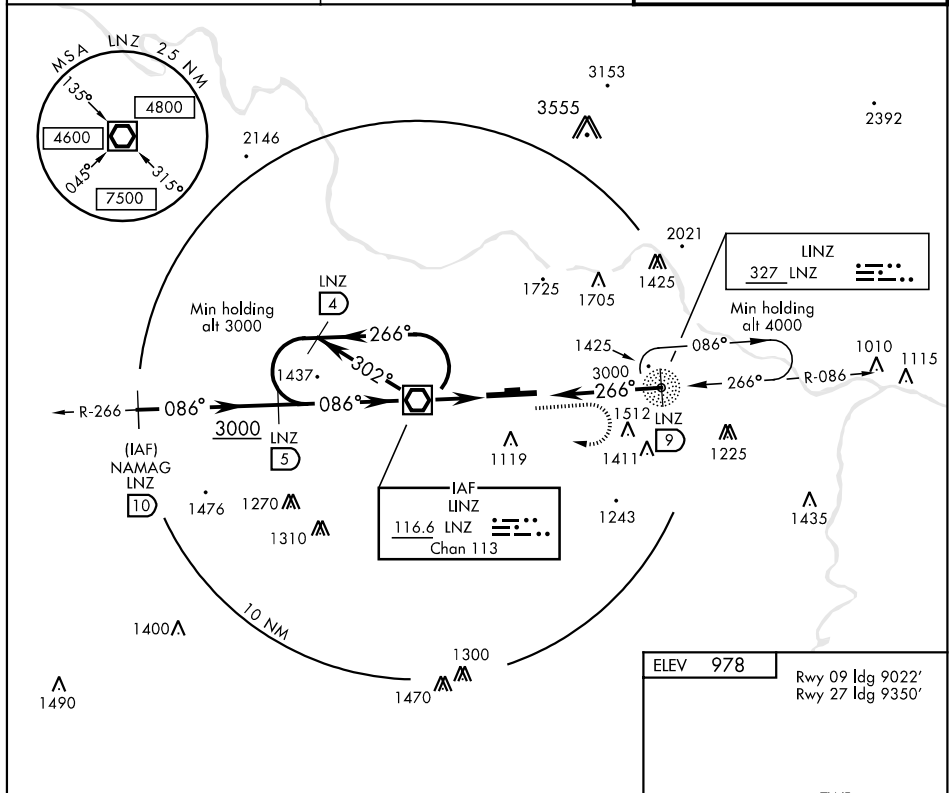 MSA LNZ 25 NM
135°
4800
4600
045°
315°
7500
2146
3153
3555
2392
2021
1425
1725
1705
LINZ
327 LNZ
Min holding
alt 3000
LNZ
4
266°
302°
1437
Min holding
alt 4000
1425
086°
3000
266°
266°
R-086
1010
1115
R-266
086°
3000
086°
LNZ
5
(IAF)
NAMAG
LNZ
10
1476
1270
1310
1119
1512
1411
LNZ
9
1225
IAF
LINZ
116.6 LNZ
Chan 113
1243
1435
10 NM
1400
1490
1300
1470
ELEV 978
Rwy 09 ldg 9022'
Rwy 27 ldg 9350'